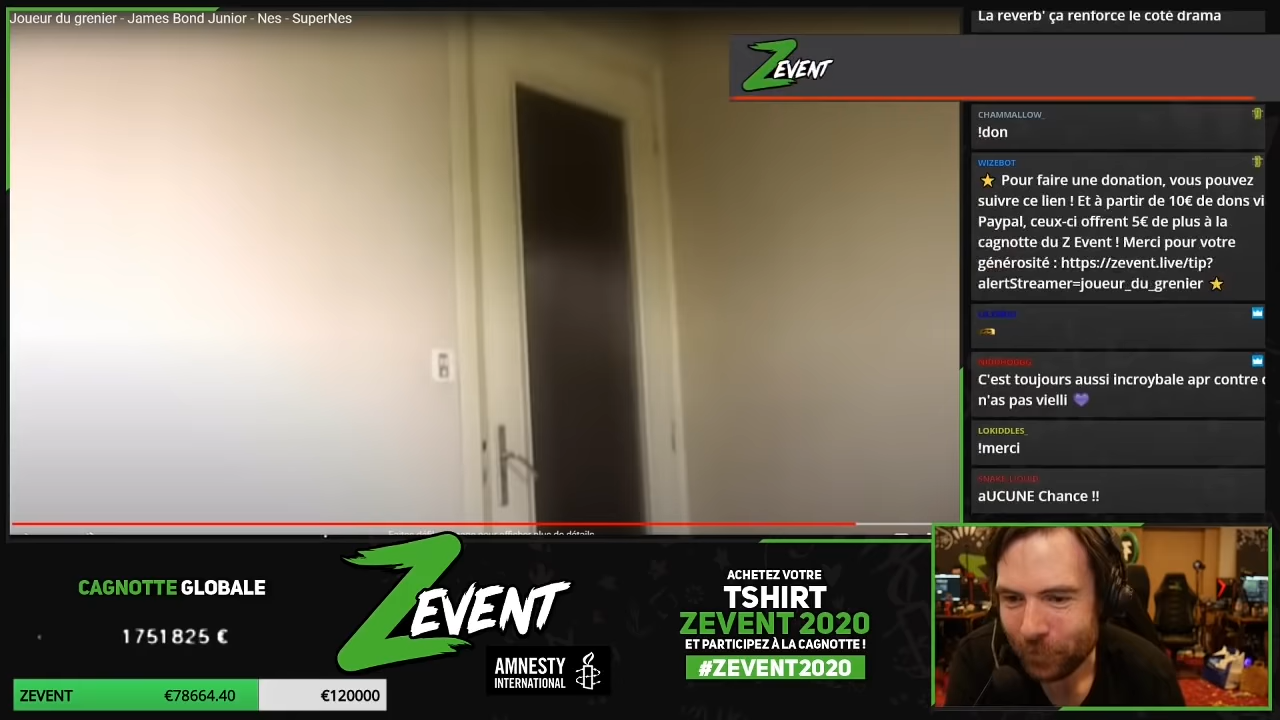 Joueur du grenier - James Bond Junior - Nes - SuperNes
La reverb' ça renforce le coté drama
ZEVENT
CHAMMALLOW_
!don
WIZEBOT
Pour faire une donation, vous pouvez
suivre ce lien ! Et à partir de 10€ de dons vi
Paypal, ceux-ci offrent 5€ de plus à la
cagnotte du Z Event ! Merci pour votre
générosité : https://zevent.live/tip?
alertStreamer=joueur_du_grenier
C'est toujours aussi incroybale apr contre
n'as pas vielli
LOKIDDLES_
!merci
aUCUNE Chance !!
CAGNOTTE GLOBALE
1751825 €
ZEVENT €78664.40 €120000
ZEVENT
AMNESTY
INTERNATIONAL
ACHETEZ VOTRE
TSHIRT
ZEVENT 2020
ET PARTICIPEZ À LA CAGNOTTE !
#ZEVENT2020